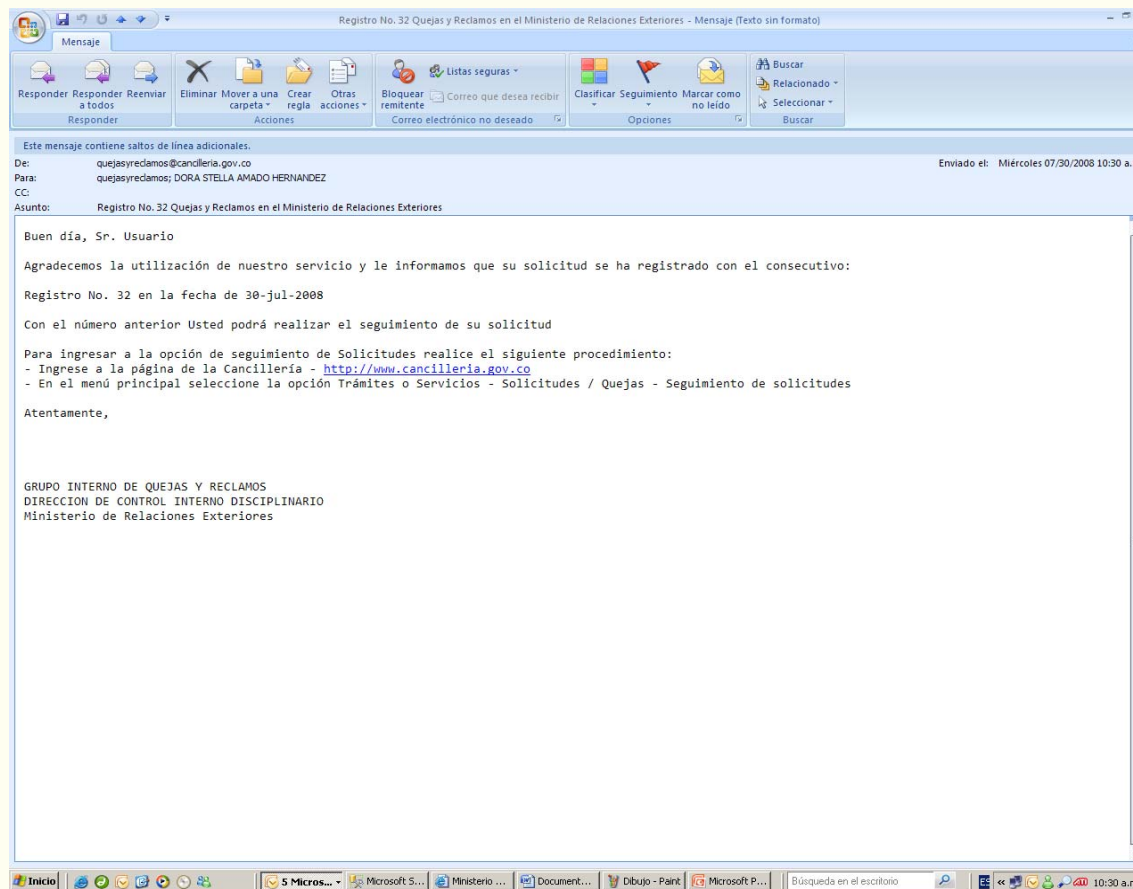 Registro No. 32 Quejas y Reclamos en el Ministerio de Relaciones Exteriores - Mensaje (Texto sin formato)
Mensaje
Responder Responder a todos Reenviar
Eliminar Mover a una carpeta Crear regla Otras acciones
Bloquear remitente Listas seguras Correo que desea recibir
Clasificar Seguimiento Marcar como no leído
Buscar Relacionado Seleccionar
Responder Acciones Correo electrónico no deseado Opciones Buscar
Este mensaje contiene saltos de línea adicionales.
De: quejasyreclamos@cancilleria.gov.co Enviado el: Miércoles 07/30/2008 10:30 a.
Para: quejasyreclamos; DORA STELLA AMADO HERNANDEZ
CC:
Asunto: Registro No. 32 Quejas y Reclamos en el Ministerio de Relaciones Exteriores
Buen día, Sr. Usuario
Agradecemos la utilización de nuestro servicio y le informamos que su solicitud se ha registrado con el consecutivo:
Registro No. 32 en la fecha de 30-jul-2008
Con el número anterior Usted podrá realizar el seguimiento de su solicitud
Para ingresar a la opción de seguimiento de Solicitudes realice el siguiente procedimiento:
- Ingrese a la página de la Cancillería - http://www.cancilleria.gov.co
- En el menú principal seleccione la opción Trámites o Servicios - Solicitudes / Quejas - Seguimiento de solicitudes
Atentamente,
GRUPO INTERNO DE QUEJAS Y RECLAMOS
DIRECCION DE CONTROL INTERNO DISCIPLINARIO
Ministerio de Relaciones Exteriores
Inicio 5 Micros... Microsoft S... Ministerio ... Document... Dibujo - Paint Microsoft P... Búsqueda en el escritorio ES 10:30 a.r